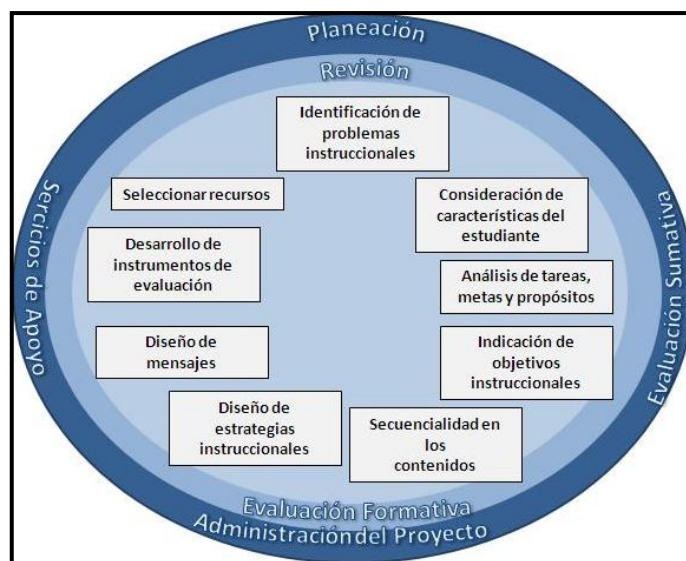 Planeación
Revisión
Identificación de
problemas
instruccionales
Seleccionar recursos
Consideración de
características del
estudiante
Desarrollo de
instrumentos de
evaluación
Análisis de tareas,
metas y propósitos
Diseño de
mensajes
Indicación de
objetivos
instruccionales
Diseño de
estrategias
instruccionales
Secuencialidad en
los
contenidos
Sercicios de Apoyo
Evaluación Sumativa
Evaluación Formativa
Administración del Proyecto